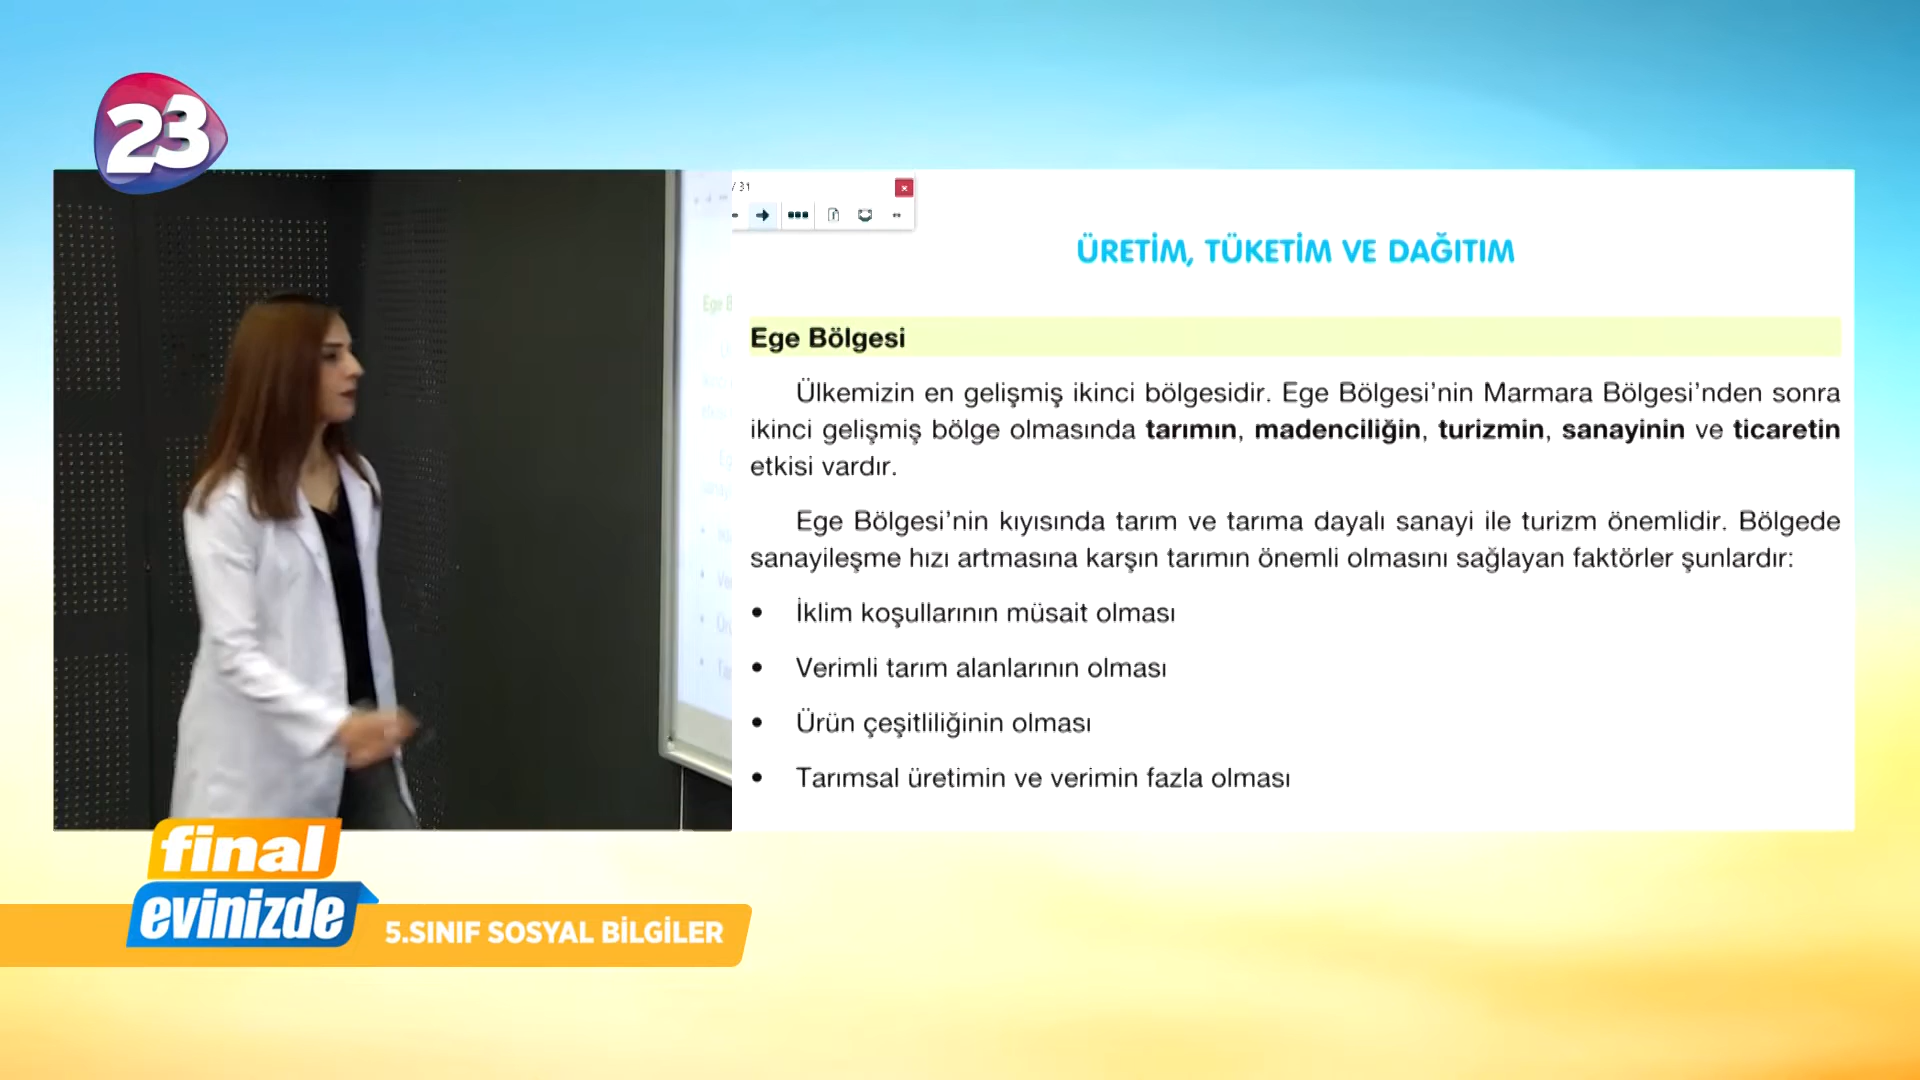 23
/ 31
ÜRETİM, TÜKETİM VE DAĞITIM
Ege Bölgesi
Ülkemizin en gelişmiş ikinci bölgesidir. Ege Bölgesi’nin Marmara Bölgesi’nden sonra
ikinci gelişmiş bölge olmasında tarımın, madenciliğin, turizmin, sanayinin ve ticaretin
etkisi vardır.
Ege Bölgesi’nin kıyısında tarım ve tarıma dayalı sanayi ile turizm önemlidir. Bölgede
sanayileşme hızı artmasına karşın tarımın önemli olmasını sağlayan faktörler şunlardır:
• İklim koşullarının müsait olması
• Verimli tarım alanlarının olması
• Ürün çeşitliliğinin olması
• Tarımsal üretimin ve verimin fazla olması
final
evinizde
5.SINIF SOSYAL BİLGİLER